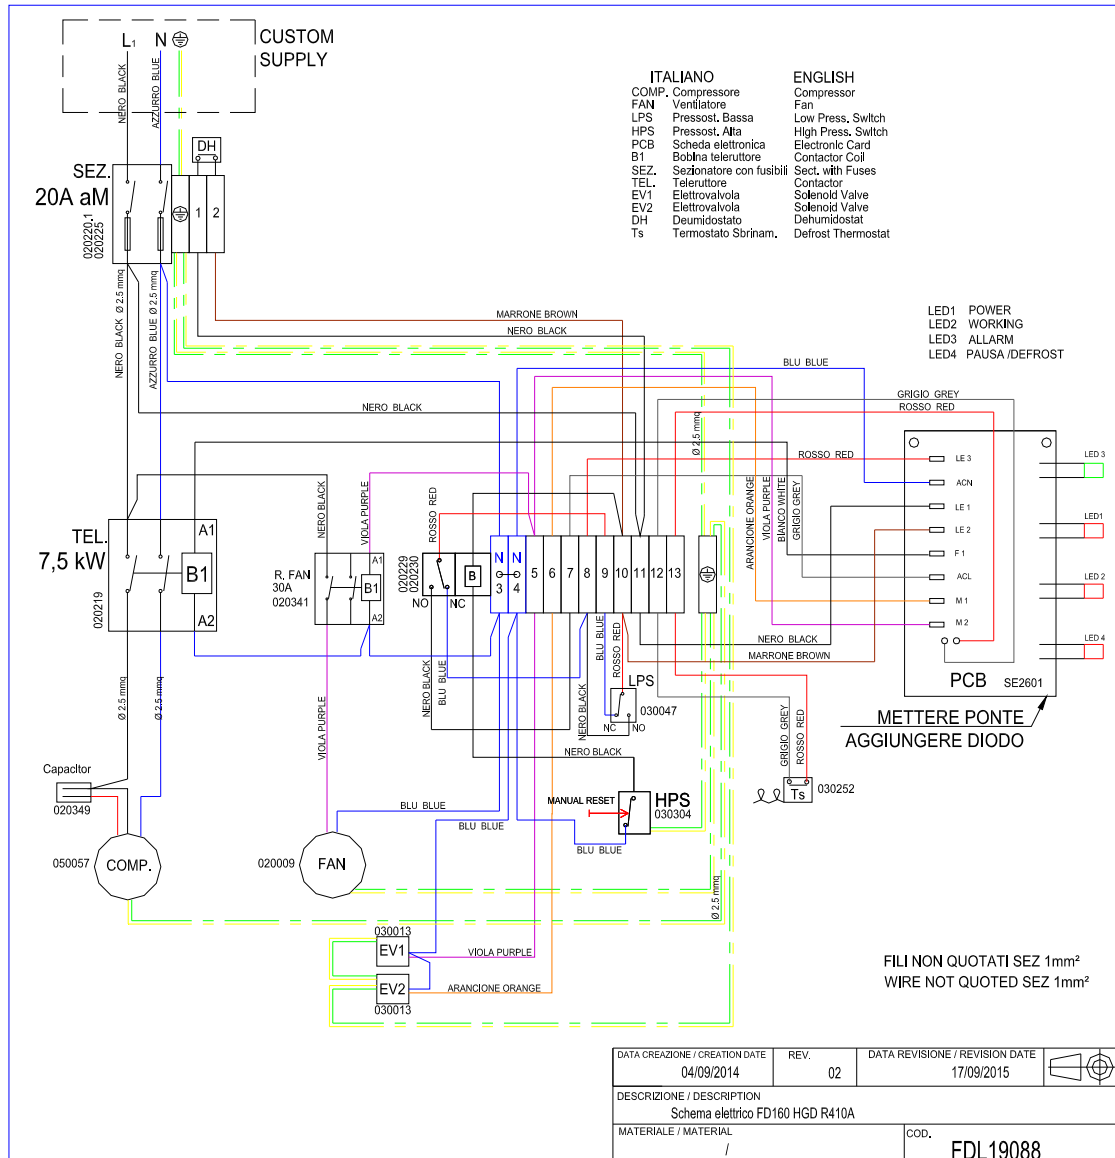 L1 N
CUSTOM
SUPPLY
NERO BLACK
AZZURRO BLUE
DH
SEZ.
20A aM
020220.1
020225
1 2
ITALIANO ENGLISH
COMP. Compressore Compressor
FAN Ventilatore Fan
LPS Pressost. Bassa Low Press. Switch
HPS Pressost. Alta High Press. Switch
PCB Scheda elettronica Electronic Card
B1 Bobina teleruttore Contactor Coil
SEZ. Sezionatore con fusibili Sect. with Fuses
TEL. Teleruttore Contactor
EV1 Elettrovalvola Solenoid Valve
EV2 Elettrovalvola Solenoid Valve
DH Deumidostato Dehumidostat
Ts Termostato Sbrinam. Defrost Thermostat
NERO BLACK Ø 2.5 mmq
AZZURRO BLUE Ø 2.5 mmq
MARRONE BROWN
NERO BLACK
LED1 POWER
LED2 WORKING
LED3 ALLARM
LED4 PAUSA /DEFROST
BLU BLUE
GRIGIO GREY
ROSSO RED
NERO BLACK
Ø 2.5 mmq
ROSSO RED
ARANCIONE ORANGE
VIOLA PURPLE
BIANCO WHITE
GRIGIO GREY
LE 3
ACN
LE 1
LE 2
F 1
ACL
M 1
M 2
LED 3
LED1
LED 2
LED 4
PCB SE2601
METTERE PONTE
AGGIUNGERE DIODO
TEL.
7,5 kW
020219
A1
B1
A2
NERO BLACK
VIOLA PURPLE
ROSSO RED
R. FAN
30A
020341
A1
B1
A2
020229
020230
NO NC
B
N N
3 4 5 6 7 8 9 10 11 12 13
NERO BLACK
BLU BLUE
NERO BLACK
BLU BLUE
ROSSO RED
LPS
030047
NC NO
NERO BLACK
MARRONE BROWN
GRIGIO GREY
ROSSO RED
Ts
030252
Ø 2.5 mmq
Ø 2.5 mmq
VIOLA PURPLE
NERO BLACK
MANUAL RESET
HPS
030304
Capacitor
020349
BLU BLUE
BLU BLUE
BLU BLUE
050057
COMP.
020009
FAN
Ø 2.5 mmq
030013
EV1
VIOLA PURPLE
EV2
ARANCIONE ORANGE
030013
FILI NON QUOTATI SEZ 1mm²
WIRE NOT QUOTED SEZ 1mm²
DATA CREAZIONE / CREATION DATE REV. DATA REVISIONE / REVISION DATE
04/09/2014 02 17/09/2015
DESCRIZIONE / DESCRIPTION
Schema elettrico FD160 HGD R410A
MATERIALE / MATERIAL COD.
/ FDL19088